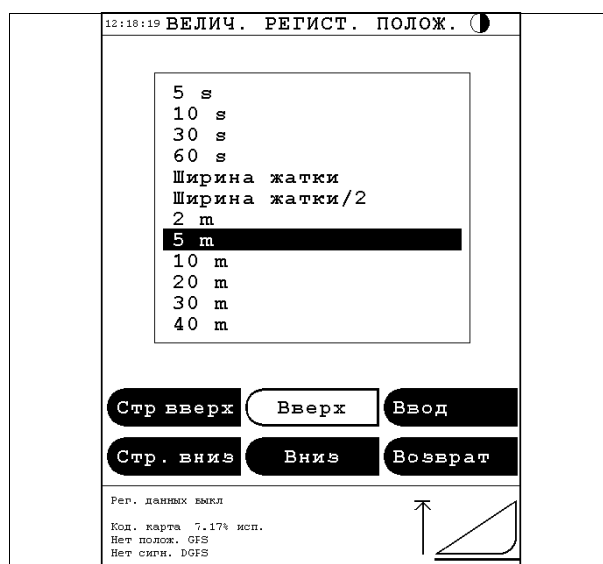 12:18:19 ВЕЛИЧ. РЕГИСТ. ПОЛОЖ.
5 s
10 s
30 s
60 s
Ширина жатки
Ширина жатки/2
2 m
5 m
10 m
20 m
30 m
40 m
Стр вверх Вверх Ввод
Стр. вниз Вниз Возврат
Рег. данных выкл
Код. карта 7.17% исп.
Нет полож. GPS
Нет сигн. DGPS